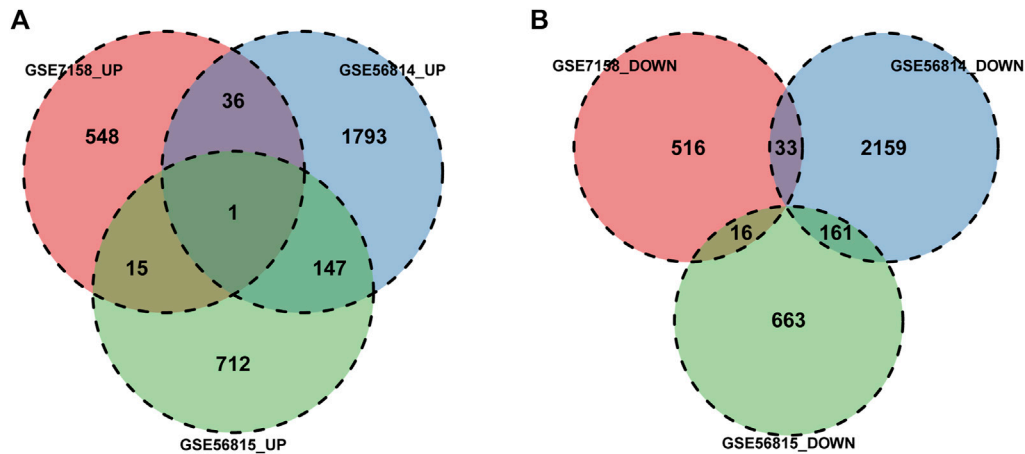 A
GSE7158_UP
GSE56814_UP
36
548
1793
1
15
147
712
GSE56815_UP
B
GSE7158_DOWN
GSE56814_DOWN
516
33
2159
16
161
663
GSE56815_DOWN